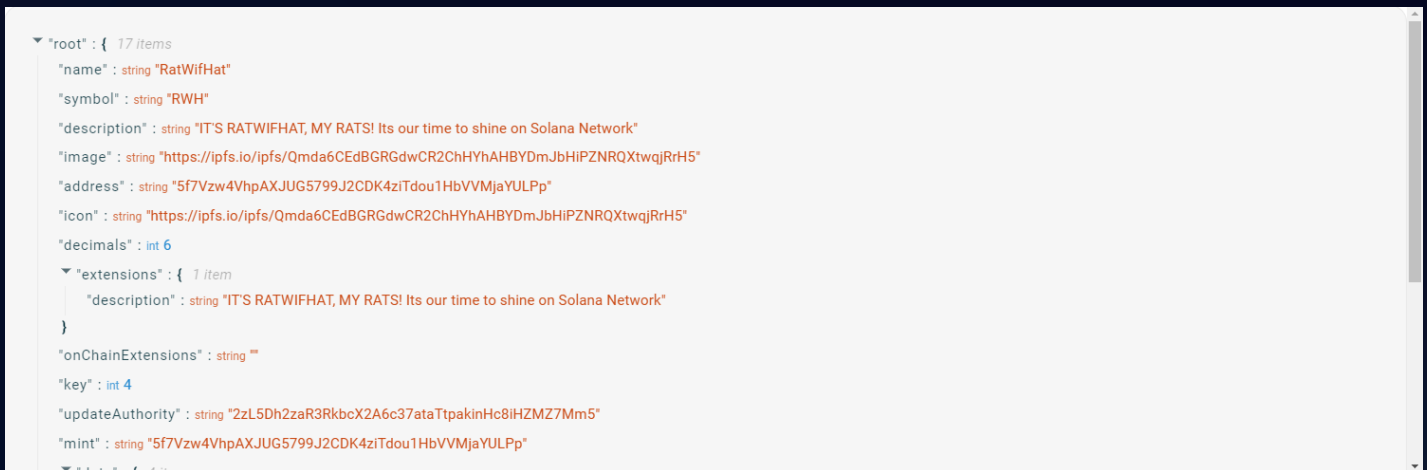 "root" : { 17 items
"name" : string "RatWifHat"
"symbol" : string "RWH"
"description" : string "IT'S RATWIFHAT, MY RATS! Its our time to shine on Solana Network"
"image" : string "https://ipfs.io/ipfs/Qmda6CEdBGRGdwCR2ChHYhAHBYDmJbHiPZNRQXtwqjRrH5"
"address" : string "5f7Vzw4VhpAXJUG5799J2CDK4ziTdou1HbVVMjaYULPp"
"icon" : string "https://ipfs.io/ipfs/Qmda6CEdBGRGdwCR2ChHYhAHBYDmJbHiPZNRQXtwqjRrH5"
"decimals" : int 6
"extensions" : { 1 item
"description" : string "IT'S RATWIFHAT, MY RATS! Its our time to shine on Solana Network"
}
"onChainExtensions" : string ""
"key" : int 4
"updateAuthority" : string "2zL5Dh2zaR3RkbcX2A6c37ataTtpakinHc8iHZMZ7Mm5"
"mint" : string "5f7Vzw4VhpAXJUG5799J2CDK4ziTdou1HbVVMjaYULPp"